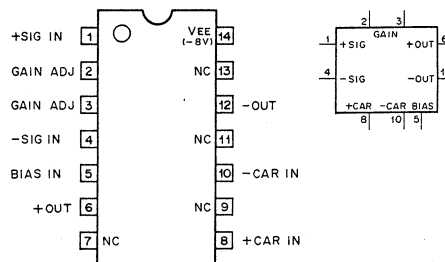 +SIG IN 1
GAIN ADJ 2
GAIN ADJ 3
-SIG IN 4
BIAS IN 5
+OUT 6
7 NC
VEE 14
(-8V)
NC 13
12 -OUT
NC 11
10 -CAR IN
NC 9
8 +CAR IN
2 3
GAIN
1 +SIG +OUT 6
4 -SIG -OUT 1
+CAR -CAR BIAS
8 10 5